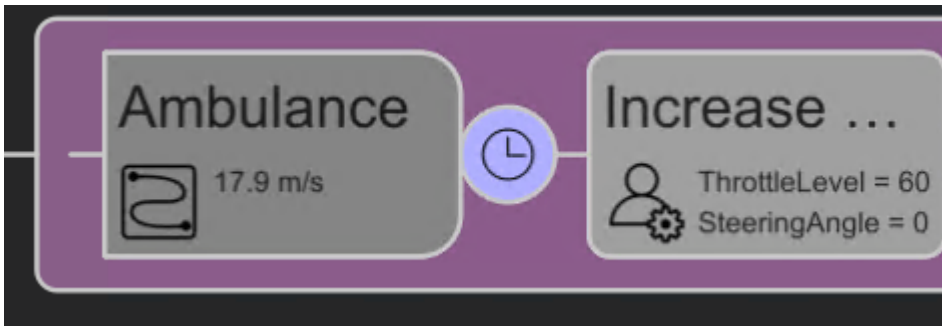 Ambulance
17.9 m/s
Increase ...
ThrottleLevel = 60
SteeringAngle = 0